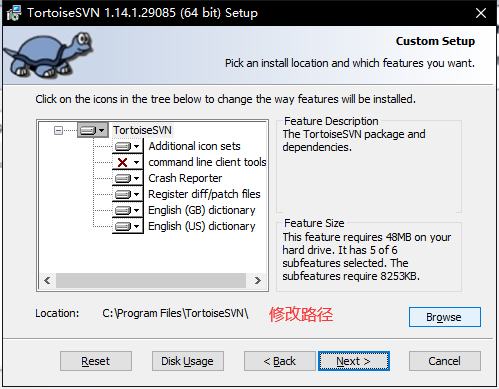 TortoiseSVN 1.14.1.29085 (64 bit) Setup
Custom Setup
Pick an install location and which features you want.
Click on the icons in the tree below to change the way features will be installed.
TortoiseSVN
Additional icon sets
command line client tools
Crash Reporter
Register diff/patch files
English (GB) dictionary
English (US) dictionary
Feature Description
The TortoiseSVN package and
dependencies.
Feature Size
This feature requires 48MB on your
hard drive. It has 5 of 6
subfeatures selected. The
subfeatures require 8253KB.
Location: C:\Program Files\TortoiseSVN\ 修改路径
Browse
Reset Disk Usage < Back Next > Cancel